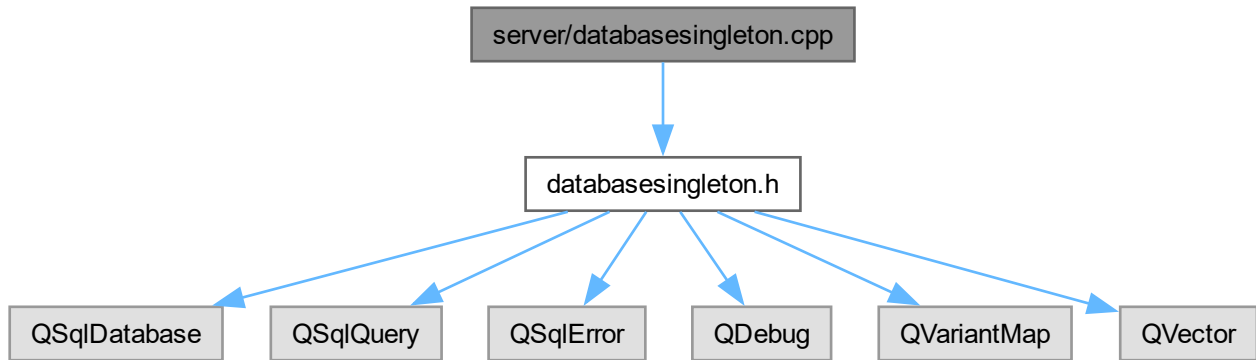 server/databasesingleton.cpp
databasesingleton.h
QSqlDatabase
QSqlQuery
QSqlError
QDebug
QVariantMap
QVector